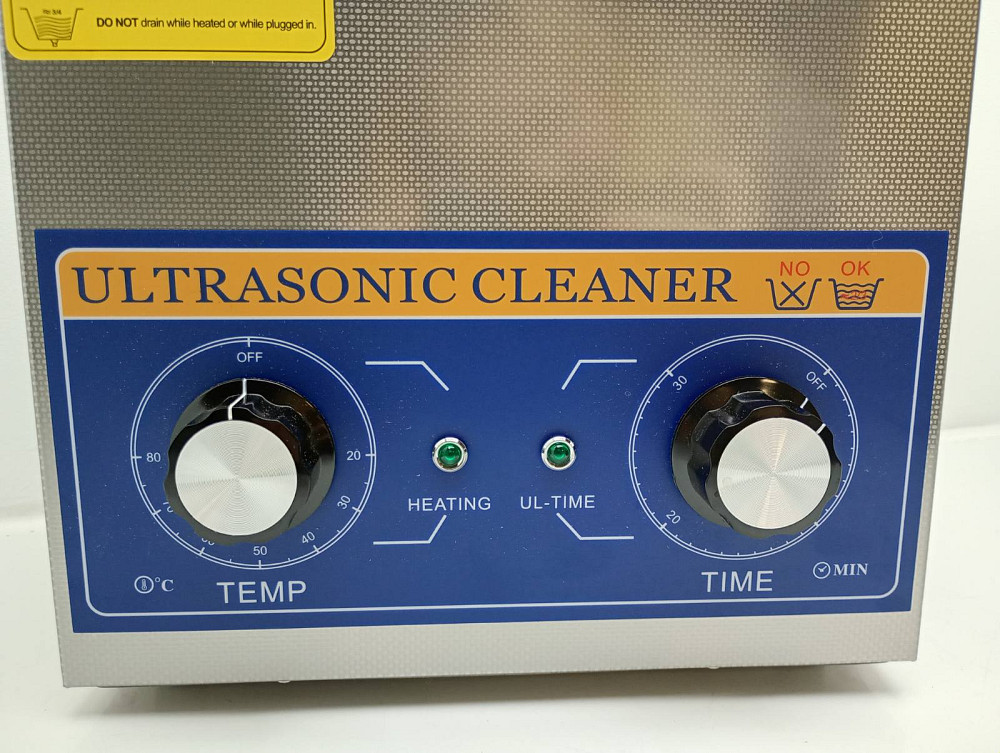 DO NOT drain while heated or while plugged in.
ULTRASONIC CLEANER
NO OK
OFF
20
30
40
50
80
HEATING
UL-TIME
OFF
30
20
°C
TEMP
TIME
MIN